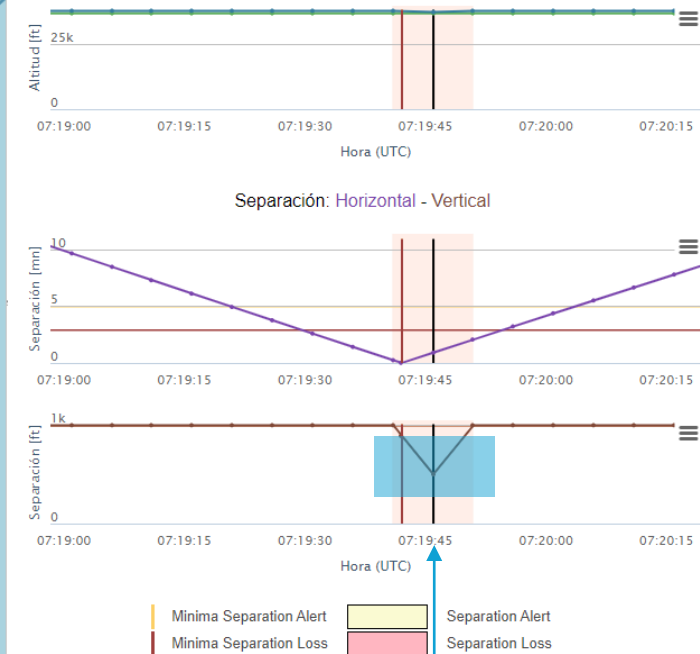 Altitud [ft]
25k
0
07:19:00 07:19:15 07:19:30 07:19:45 07:20:00 07:20:15
Hora (UTC)
Separación: Horizontal - Vertical
Separación [mn]
10
5
0
07:19:00 07:19:15 07:19:30 07:19:45 07:20:00 07:20:15
Separación [ft]
1k
0
07:19:00 07:19:15 07:19:30 07:19:45 07:20:00 07:20:15
Hora (UTC)
Minima Separation Alert Separation Alert
Minima Separation Loss Separation Loss